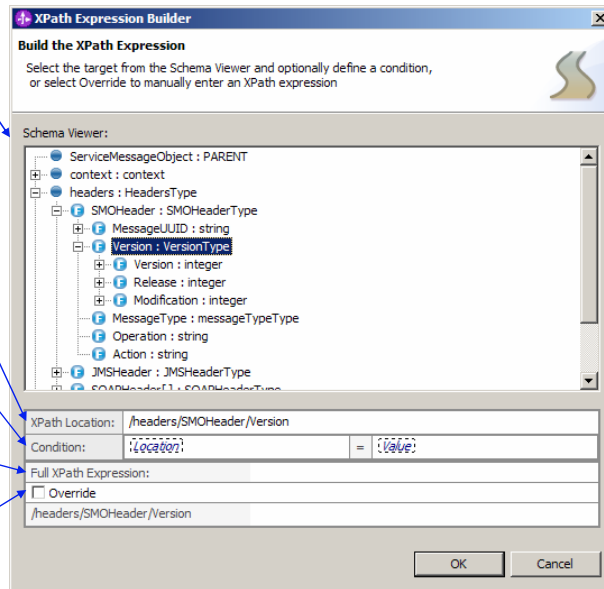 XPath Expression Builder
Build the XPath Expression
Select the target from the Schema Viewer and optionally define a condition,
or select Override to manually enter an XPath expression
Schema Viewer:
ServiceMessageObject : PARENT
context : context
headers : HeadersType
SMOHeader : SMOHeaderType
MessageUUID : string
Version : VersionType
Version : integer
Release : integer
Modification : integer
MessageType : messageTypeType
Operation : string
Action : string
JMSHeader : JMSHeaderType
SOAPHeader[] : SOAPHeaderType
XPath Location: /headers/SMOHeader/Version
Condition: Location = Value
Full XPath Expression:
Override
/headers/SMOHeader/Version
OK Cancel